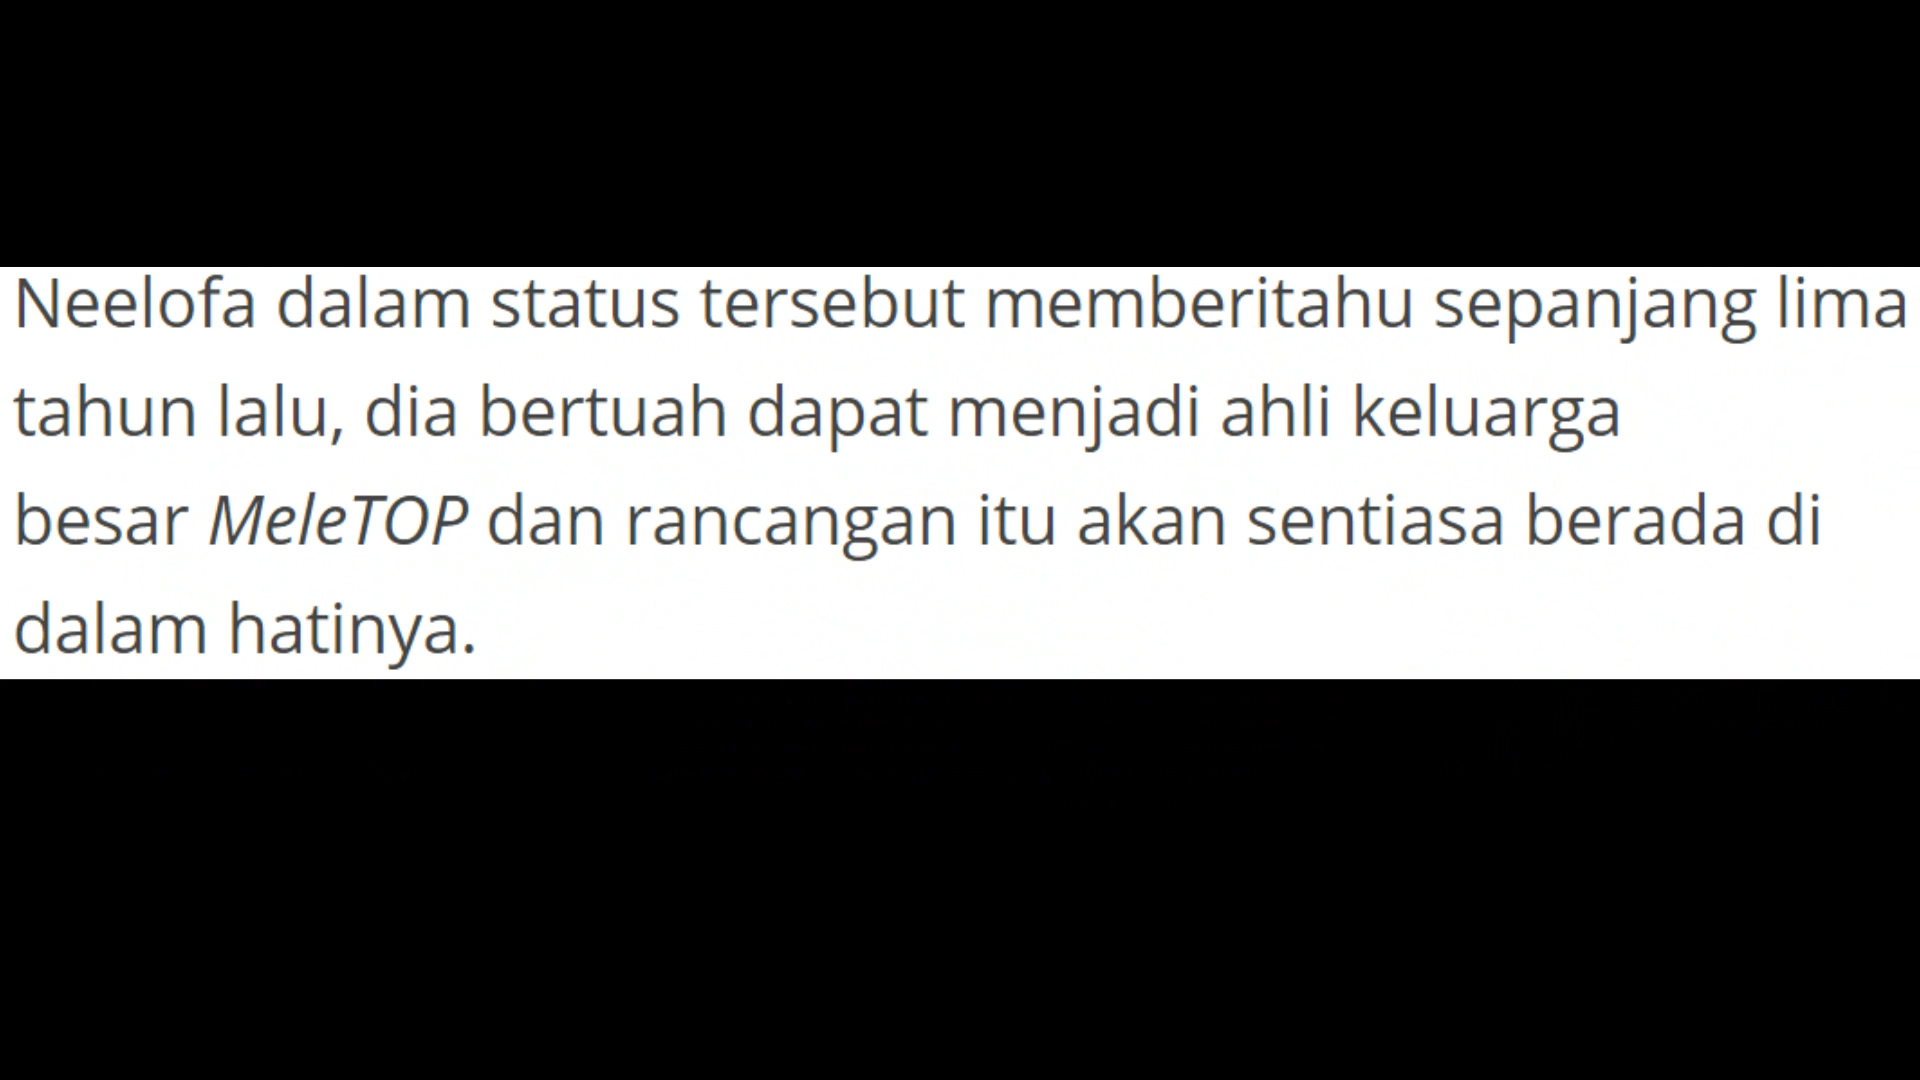 Neelofa dalam status tersebut memberitahu sepanjang lima
tahun lalu, dia bertuah dapat menjadi ahli keluarga
besar MeleTOP dan rancangan itu akan sentiasa berada di
dalam hatinya.